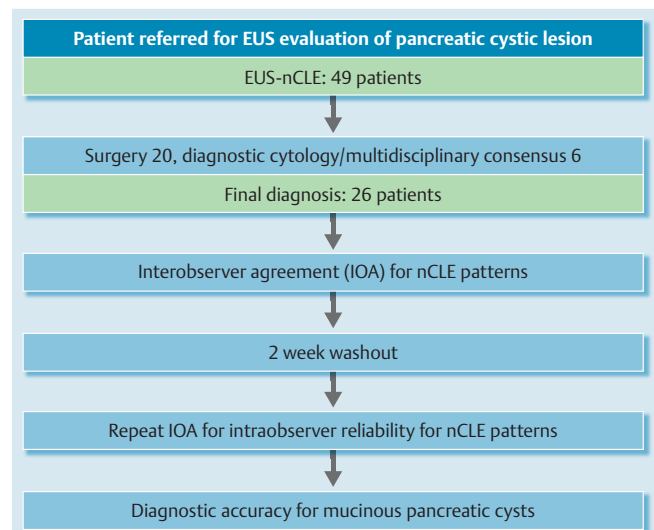 Patient referred for EUS evaluation of pancreatic cystic lesion
EUS-nCLE: 49 patients
Surgery 20, diagnostic cytology/multidisciplinary consensus 6
Final diagnosis: 26 patients
Interobserver agreement (IOA) for nCLE patterns
2 week washout
Repeat IOA for intraobserver reliability for nCLE patterns
Diagnostic accuracy for mucinous pancreatic cysts